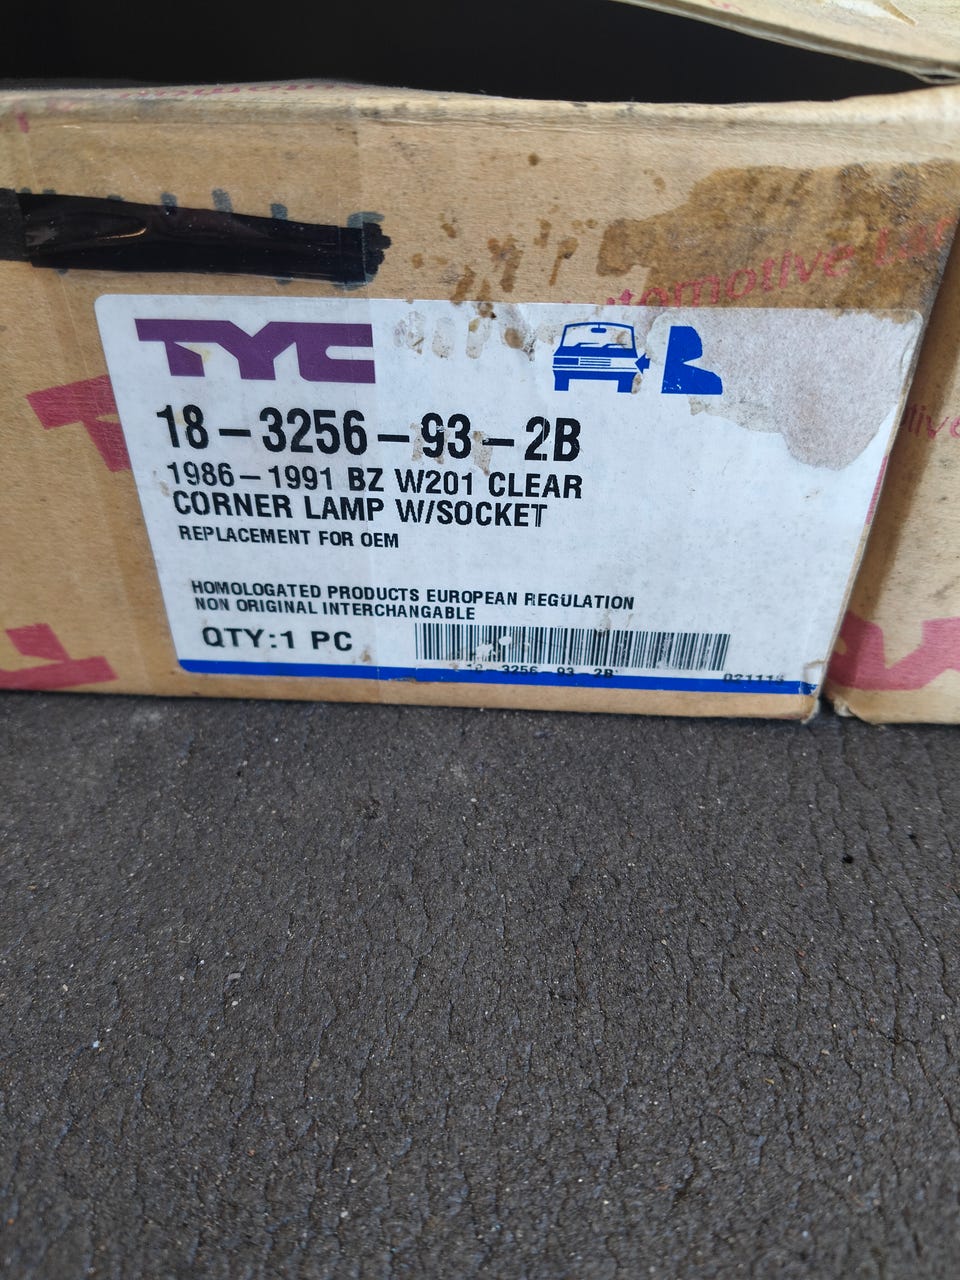 Automotive
TYC
18-3256-93-2B
1986-1991 BZ W201 CLEAR
CORNER LAMP W/SOCKET
REPLACEMENT FOR OEM
HOMOLOGATED PRODUCTS EUROPEAN REGULATION
NON ORIGINAL INTERCHANGABLE
QTY:1 PC
18-3256-93-2B